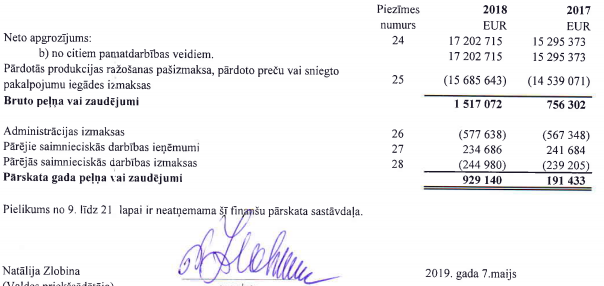 Piezīmes 2018 2017
numurs EUR EUR
Neto apgrozījums: 24 17 202 715 15 295 373
b) no citiem pamatdarbības veidiem. 17 202 715 15 295 373
Pārdotās produkcijas ražošanas pašizmaksa, pārdoto preču vai sniegto
pakalpojumu iegādes izmaksas 25 (15 685 643) (14 539 071)
Bruto peļņa vai zaudējumi 1 517 072 756 302
Administrācijas izmaksas 26 (577 638) (567 348)
Pārējie saimnieciskās darbības ieņēmumi 27 234 686 241 684
Pārējās saimnieciskās darbības izmaksas 28 (244 980) (239 205)
Pārskata gada peļņa vai zaudējumi 929 140 191 433
Pielikums no 9. līdz 21 lapai ir neatņemama šī finanšu pārskata sastāvdaļa.
Natālija Zlobina 2019. gada 7.maijs